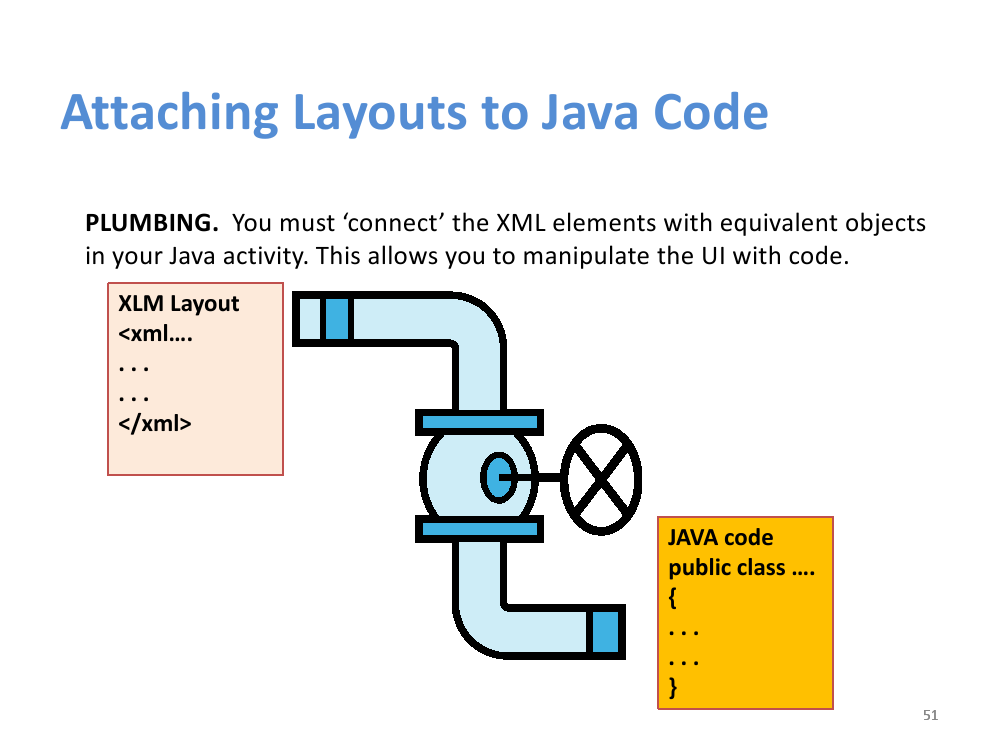 Attaching Layouts to Java Code
PLUMBING.  You must ‘connect’ the XML elements with equivalent objects
in your Java activity. This allows you to manipulate the UI with code.
XLM Layout
<xml….
. . .
. . .
</xml>
JAVA code
public class ….
{
. . .
. . .
}
51